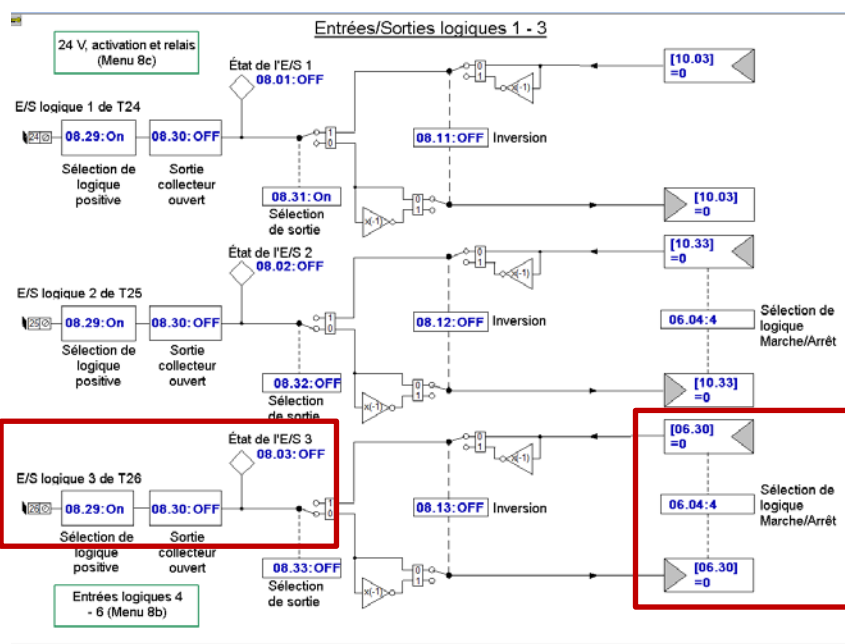 Entrées/Sorties logiques 1 - 3
24 V, activation et relais
(Menu 8c)
État de l'E/S 1
08.01:OFF
E/S logique 1 de T24
24
08.29:On
08.30:OFF
Sélection de
logique
positive
Sortie
collecteur
ouvert
1
0
08.31:On
Sélection
de sortie
x(-1)
0
1
0
1
x(-1)
08.11:OFF
Inversion
[10.03]
=0
[10.03]
=0
État de l'E/S 2
08.02:OFF
E/S logique 2 de T25
25
08.29:On
08.30:OFF
Sélection de
logique
positive
Sortie
collecteur
ouvert
1
0
08.32:OFF
Sélection
de sortie
x(-1)
0
1
0
1
x(-1)
08.12:OFF
Inversion
[10.33]
=0
06.04:4
Sélection de
logique
Marche/Arrêt
[10.33]
=0
État de l'E/S 3
08.03:OFF
E/S logique 3 de T26
26
08.29:On
08.30:OFF
Sélection de
logique
positive
Sortie
collecteur
ouvert
1
0
08.33:OFF
Sélection
de sortie
x(-1)
0
1
0
1
x(-1)
08.13:OFF
Inversion
[06.30]
=0
06.04:4
Sélection de
logique
Marche/Arrêt
[06.30]
=0
Entrées logiques 4
- 6 (Menu 8b)